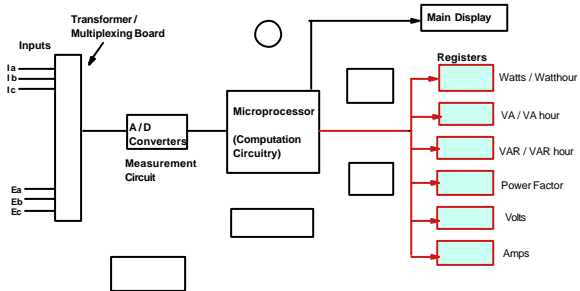 Transformer /
Multiplexing Board
Inputs
Ia
Ib
Ic
Ea
Eb
Ec
A / D
Converters
Measurement
Circuit
Microprocessor
(Computation
Circuitry)
Main Display
Registers
Watts / Watthour
VA / VA hour
VAR / VAR hour
Power Factor
Volts
Amps